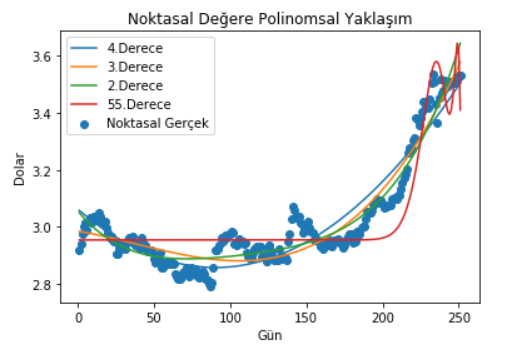 Noktasal Değere Polinomsal Yaklaşım
4.Derece
3.Derece
2.Derece
55.Derece
Noktasal Gerçek
Dolar
3.6
3.4
3.2
3.0
2.8
0
50
100
150
200
250
Gün